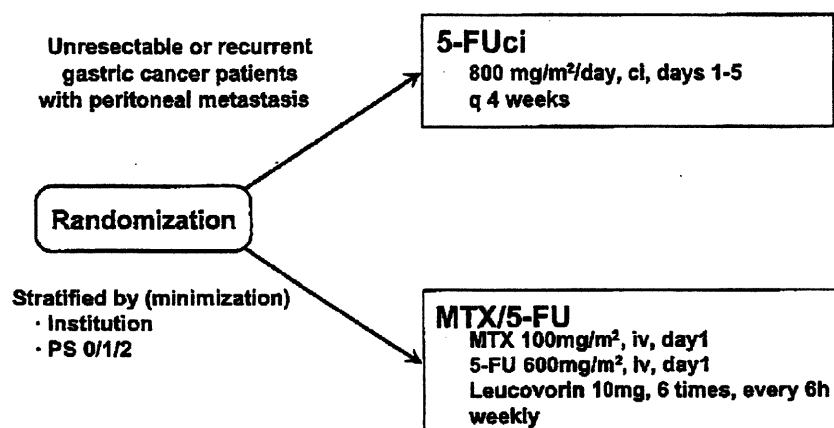 Unresectable or recurrent
gastric cancer patients
with peritoneal metastasis
5-FUci
800 mg/m²/day, ci, days 1-5
q 4 weeks
Randomization
Stratified by (minimization)
· Institution
· PS 0/1/2
MTX/5-FU
MTX 100mg/m², iv, day1
5-FU 600mg/m², iv, day1
Leucovorin 10mg, 6 times, every 6h
weekly